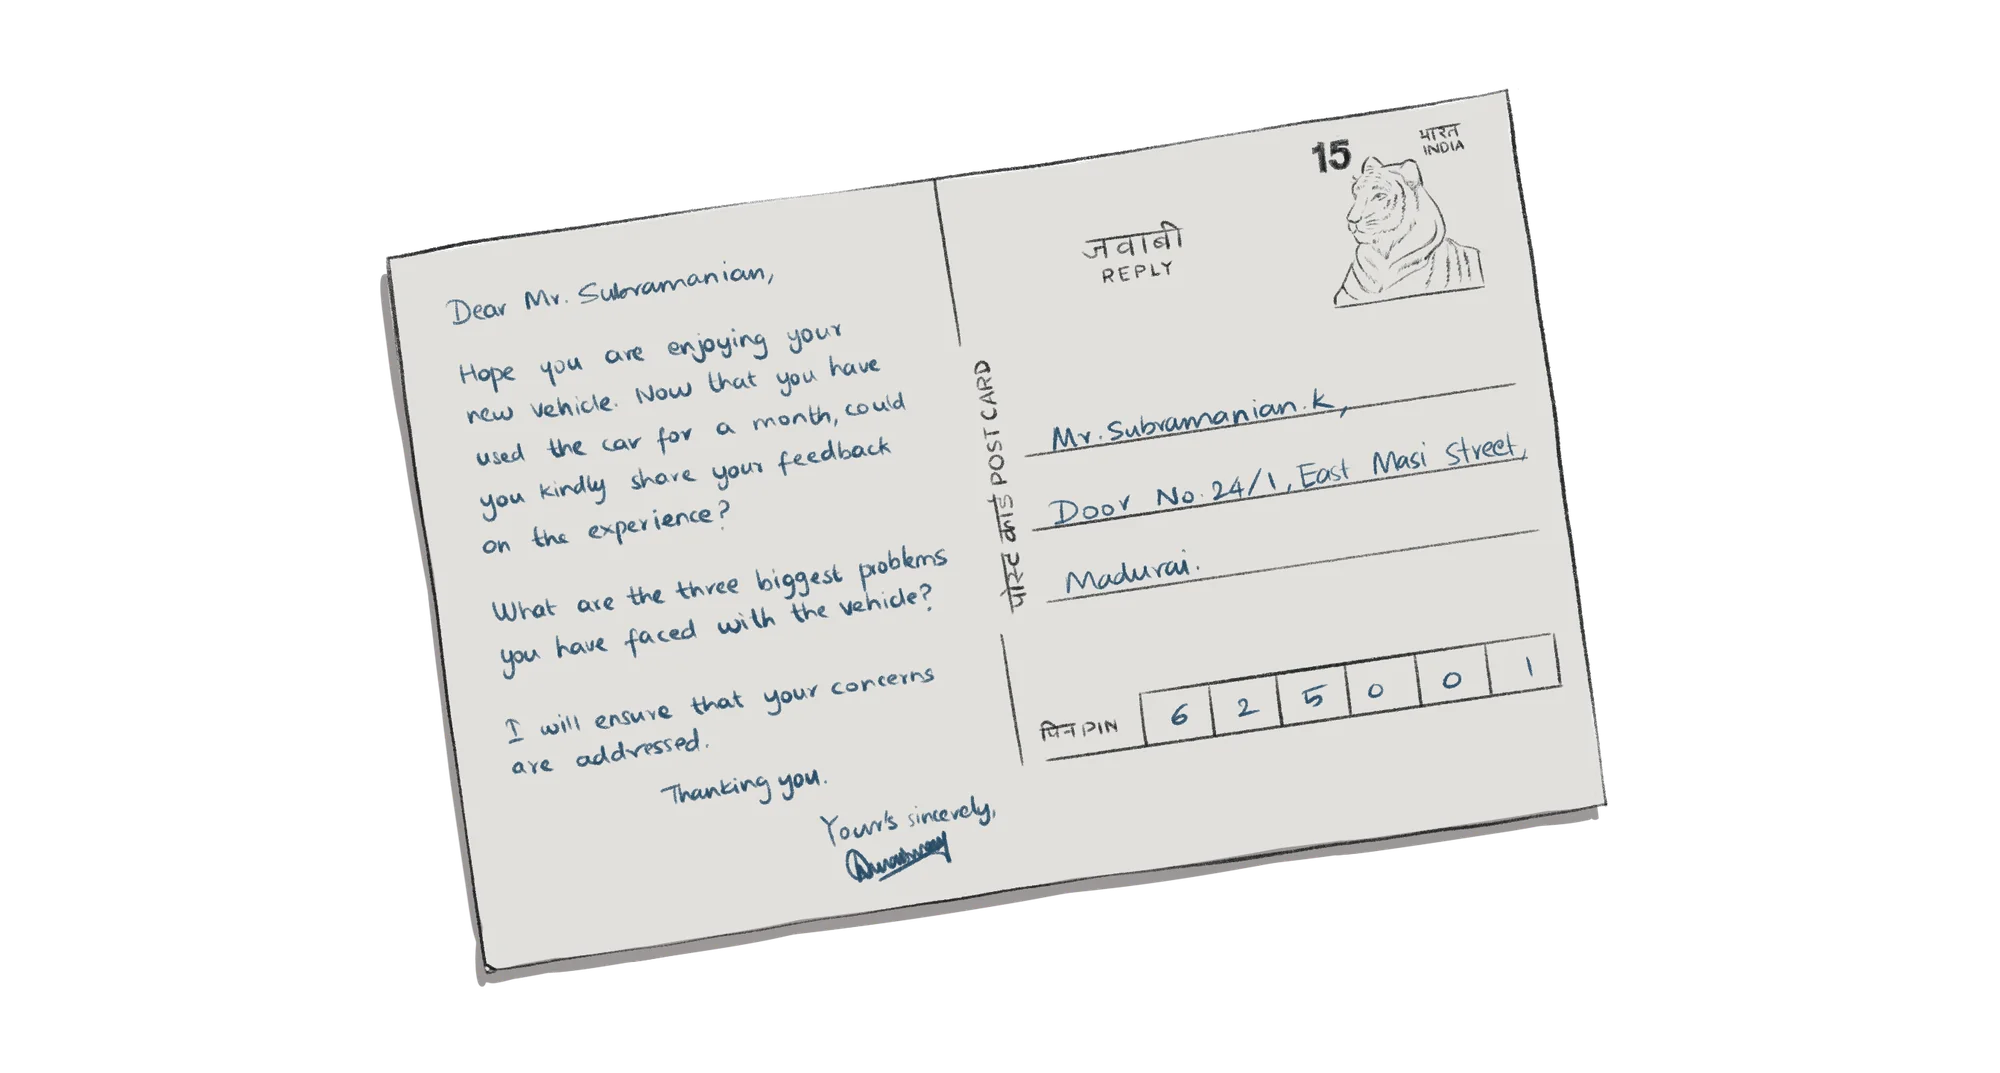 Dear Mr. Subramanian,
Hope you are enjoying your
new vehicle. Now that you have
used the car for a month, could
you kindly share your feedback
on the experience?
What are the three biggest problems
you have faced with the vehicle?
I will ensure that your concerns
are addressed.
Thanking you.
Your's sincerely,
पोस्ट कार्ड POST CARD
15
भारत
INDIA
जवाबी
REPLY
Mr. Subramanian.K,
Door No. 24/1, East Masi Street,
Madurai.
पिन PIN 6 2 5 0 0 1